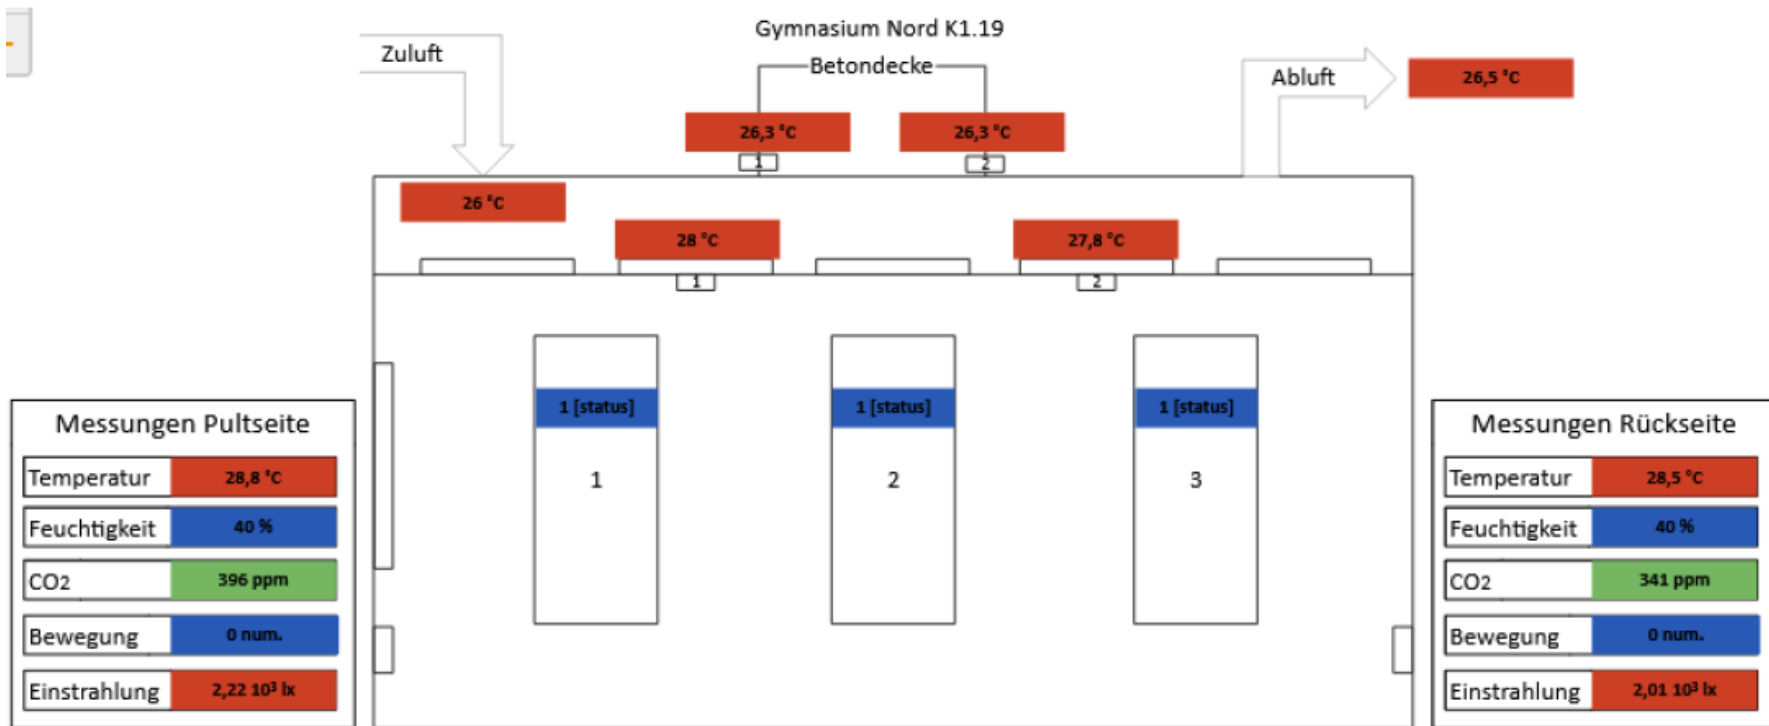 Gymnasium Nord K1.19
Zuluft
Betondecke
Abluft
26,5 °C
26,3 °C
26,3 °C
1
2
26 °C
28 °C
27,8 °C
1
2
1 [status]
1 [status]
1 [status]
1
2
3
Messungen Pultseite
Temperatur 28,8 °C
Feuchtigkeit 40 %
CO2 396 ppm
Bewegung 0 num.
Einstrahlung 2,22 10³ lx
Messungen Rückseite
Temperatur 28,5 °C
Feuchtigkeit 40 %
CO2 341 ppm
Bewegung 0 num.
Einstrahlung 2,01 10³ lx